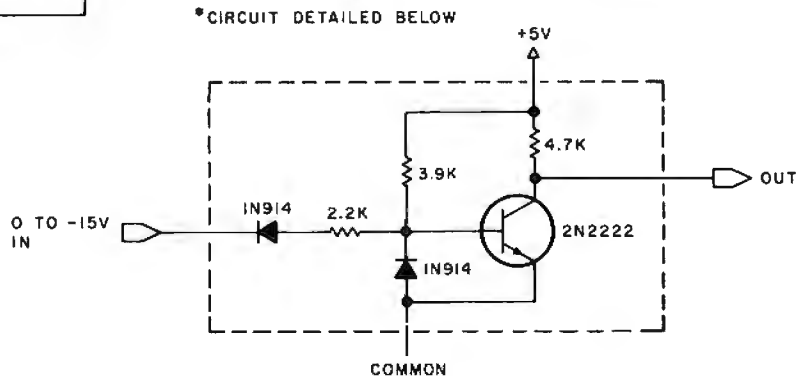 *CIRCUIT DETAILED BELOW
+5V
4.7K
3.9K
OUT
0 TO -15V
IN
1N914
2.2K
2N2222
1N914
COMMON